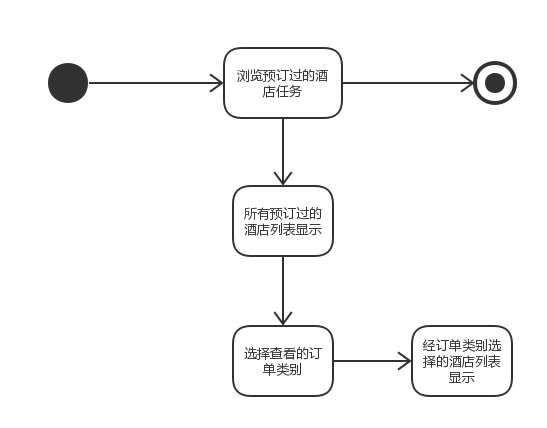 浏览预订过的酒
店任务
所有预订过的
酒店列表显示
选择查看的订
单类别
经订单类别选
择的酒店列表
显示